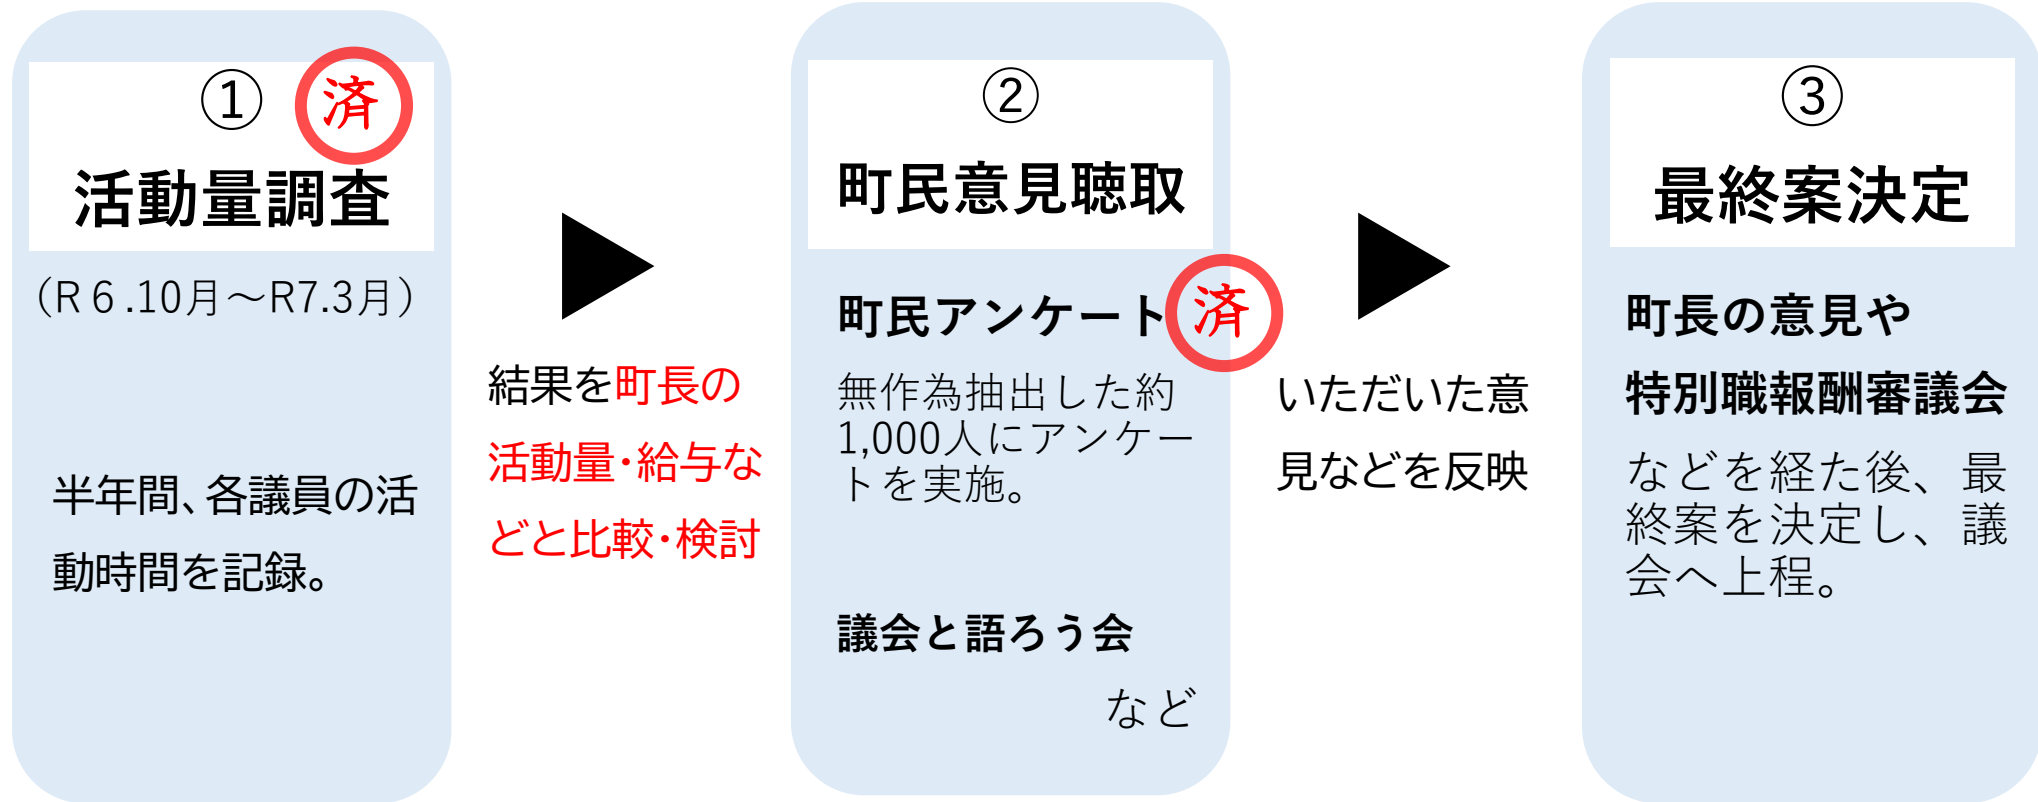 ①
済
活動量調査
（R６.10月～R7.3月）
半年間、各議員の活
動時間を記録。
結果を町長の
活動量・給与な
どと比較・検討
②
町民意見聴取
町民アンケート
済
無作為抽出した約
1,000人にアンケー
トを実施。
議会と語ろう会
など
いただいた意
見などを反映
③
最終案決定
町長の意見や
特別職報酬審議会
などを経た後、最
終案を決定し、議
会へ上程。